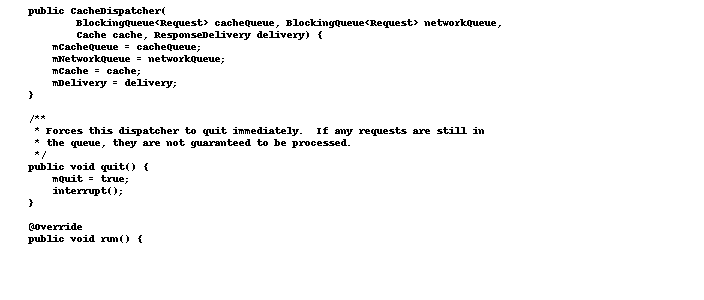 public CacheDispatcher(
BlockingQueue<Request> cacheQueue, BlockingQueue<Request> networkQueue,
Cache cache, ResponseDelivery delivery) {
mCacheQueue = cacheQueue;
mNetworkQueue = networkQueue;
mCache = cache;
mDelivery = delivery;
}
/**
* Forces this dispatcher to quit immediately.  If any requests are still in
* the queue, they are not guaranteed to be processed.
*/
public void quit() {
mQuit = true;
interrupt();
}
@Override
public void run() {